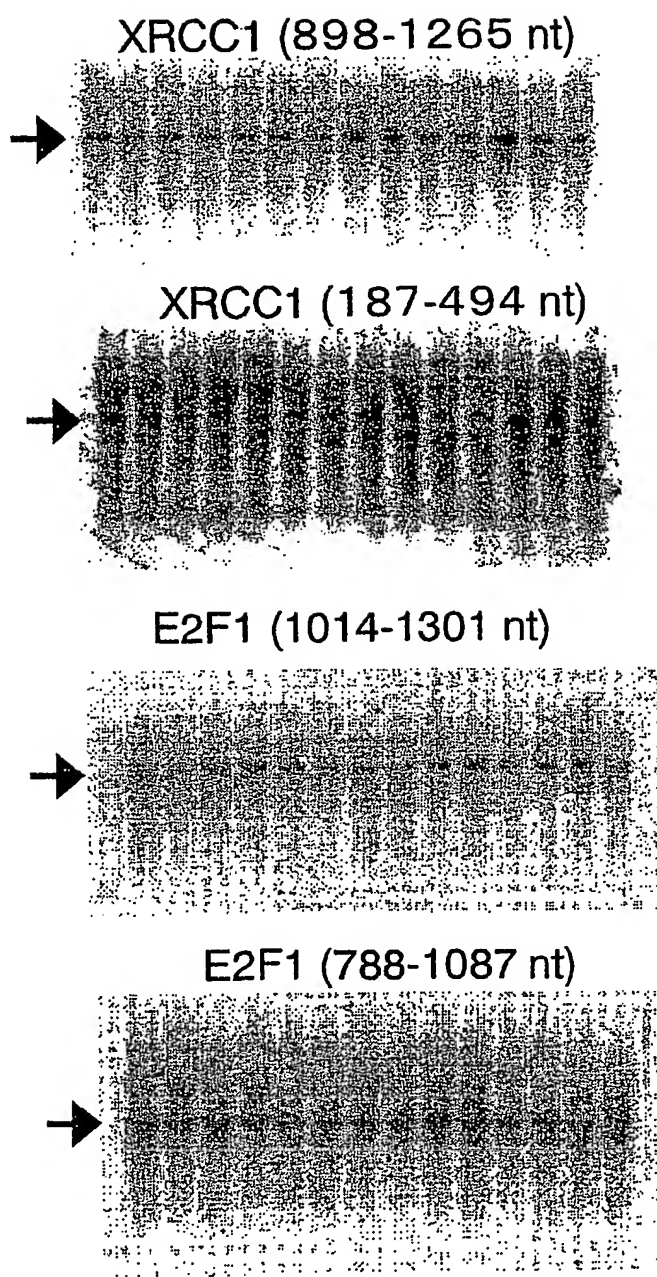 XRCC1 (898-1265 nt)
XRCC1 (187-494 nt)
E2F1 (1014-1301 nt)
E2F1 (788-1087 nt)